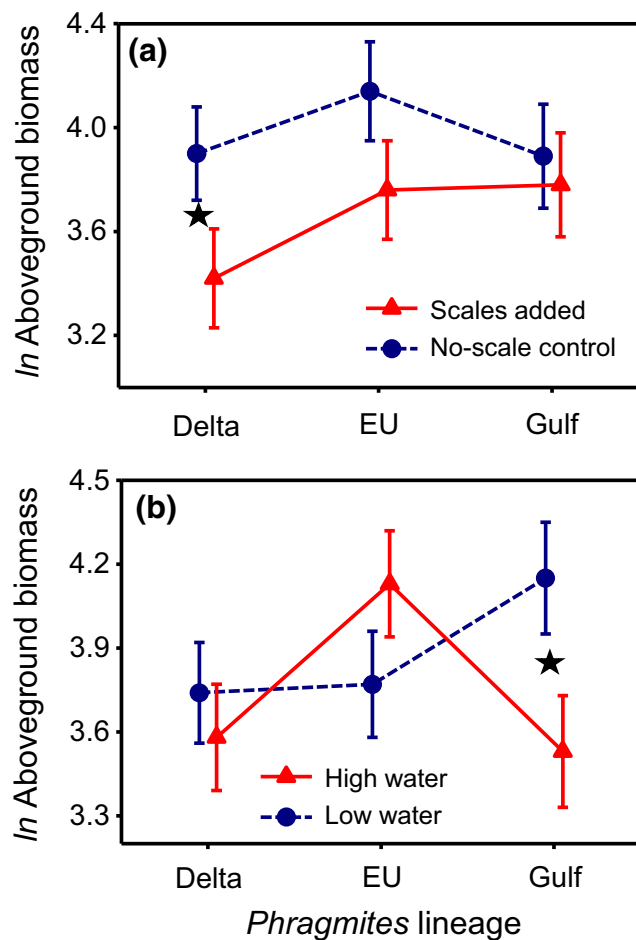 (a)
ln Aboveground biomass
4.4
4.0
3.6
3.2
Scales added
No-scale control
Delta EU Gulf
(b)
ln Aboveground biomass
4.5
4.2
3.9
3.6
3.3
High water
Low water
Delta EU Gulf
Phragmites lineage